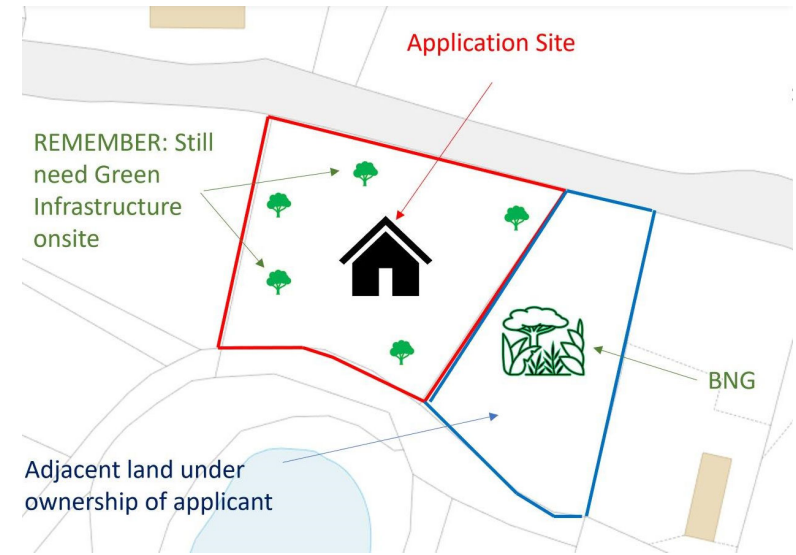 Application Site
REMEMBER: Still
need Green
Infrastructure
onsite
BNG
Adjacent land under
ownership of applicant